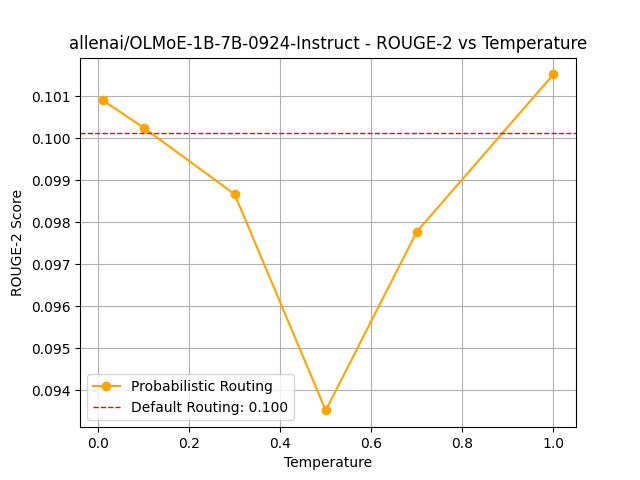 allenai/OLMoE-1B-7B-0924-Instruct - ROUGE-2 vs Temperature
ROUGE-2 Score
0.101
0.100
0.099
0.098
0.097
0.096
0.095
0.094
Probabilistic Routing
Default Routing: 0.100
0.0 0.2 0.4 0.6 0.8 1.0
Temperature